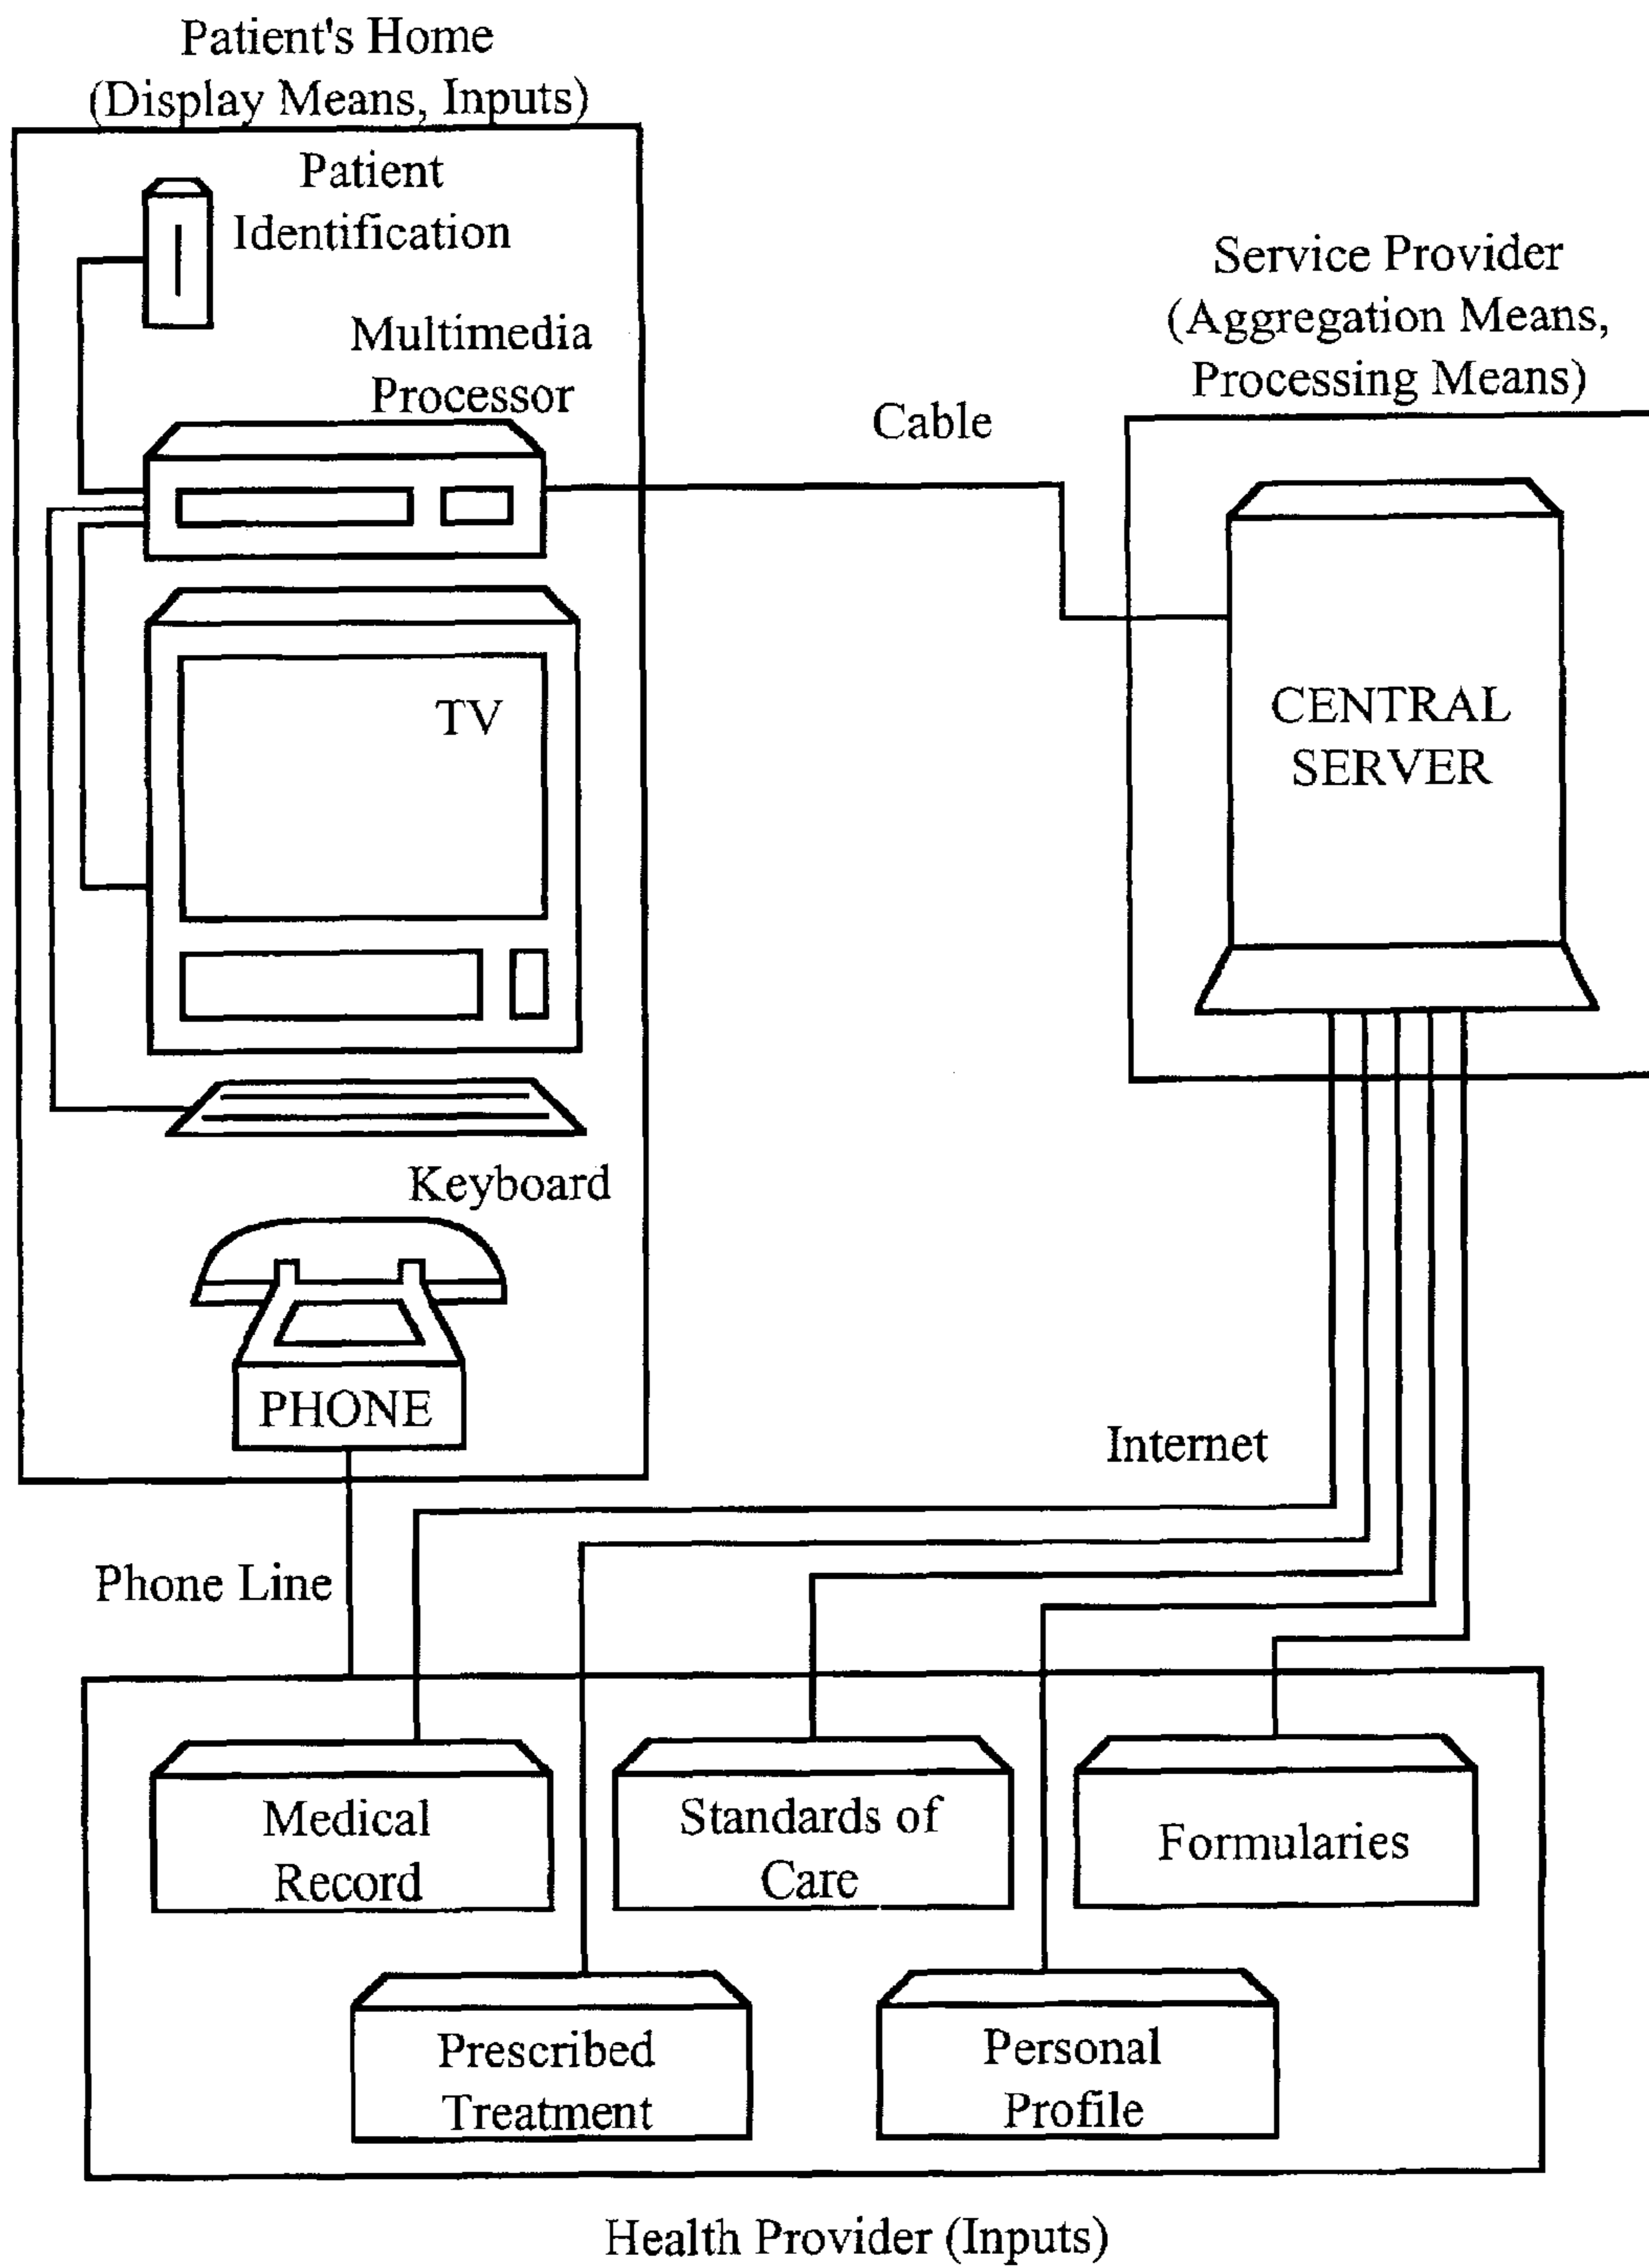 Patient's Home
(Display Means, Inputs)
Patient
Identification
Multimedia
Processor
TV
Keyboard
PHONE
Cable
Service Provider
(Aggregation Means,
Processing Means)
CENTRAL
SERVER
Internet
Phone Line
Medical
Record
Standards of
Care
Formularies
Prescribed
Treatment
Personal
Profile
Health Provider (Inputs)